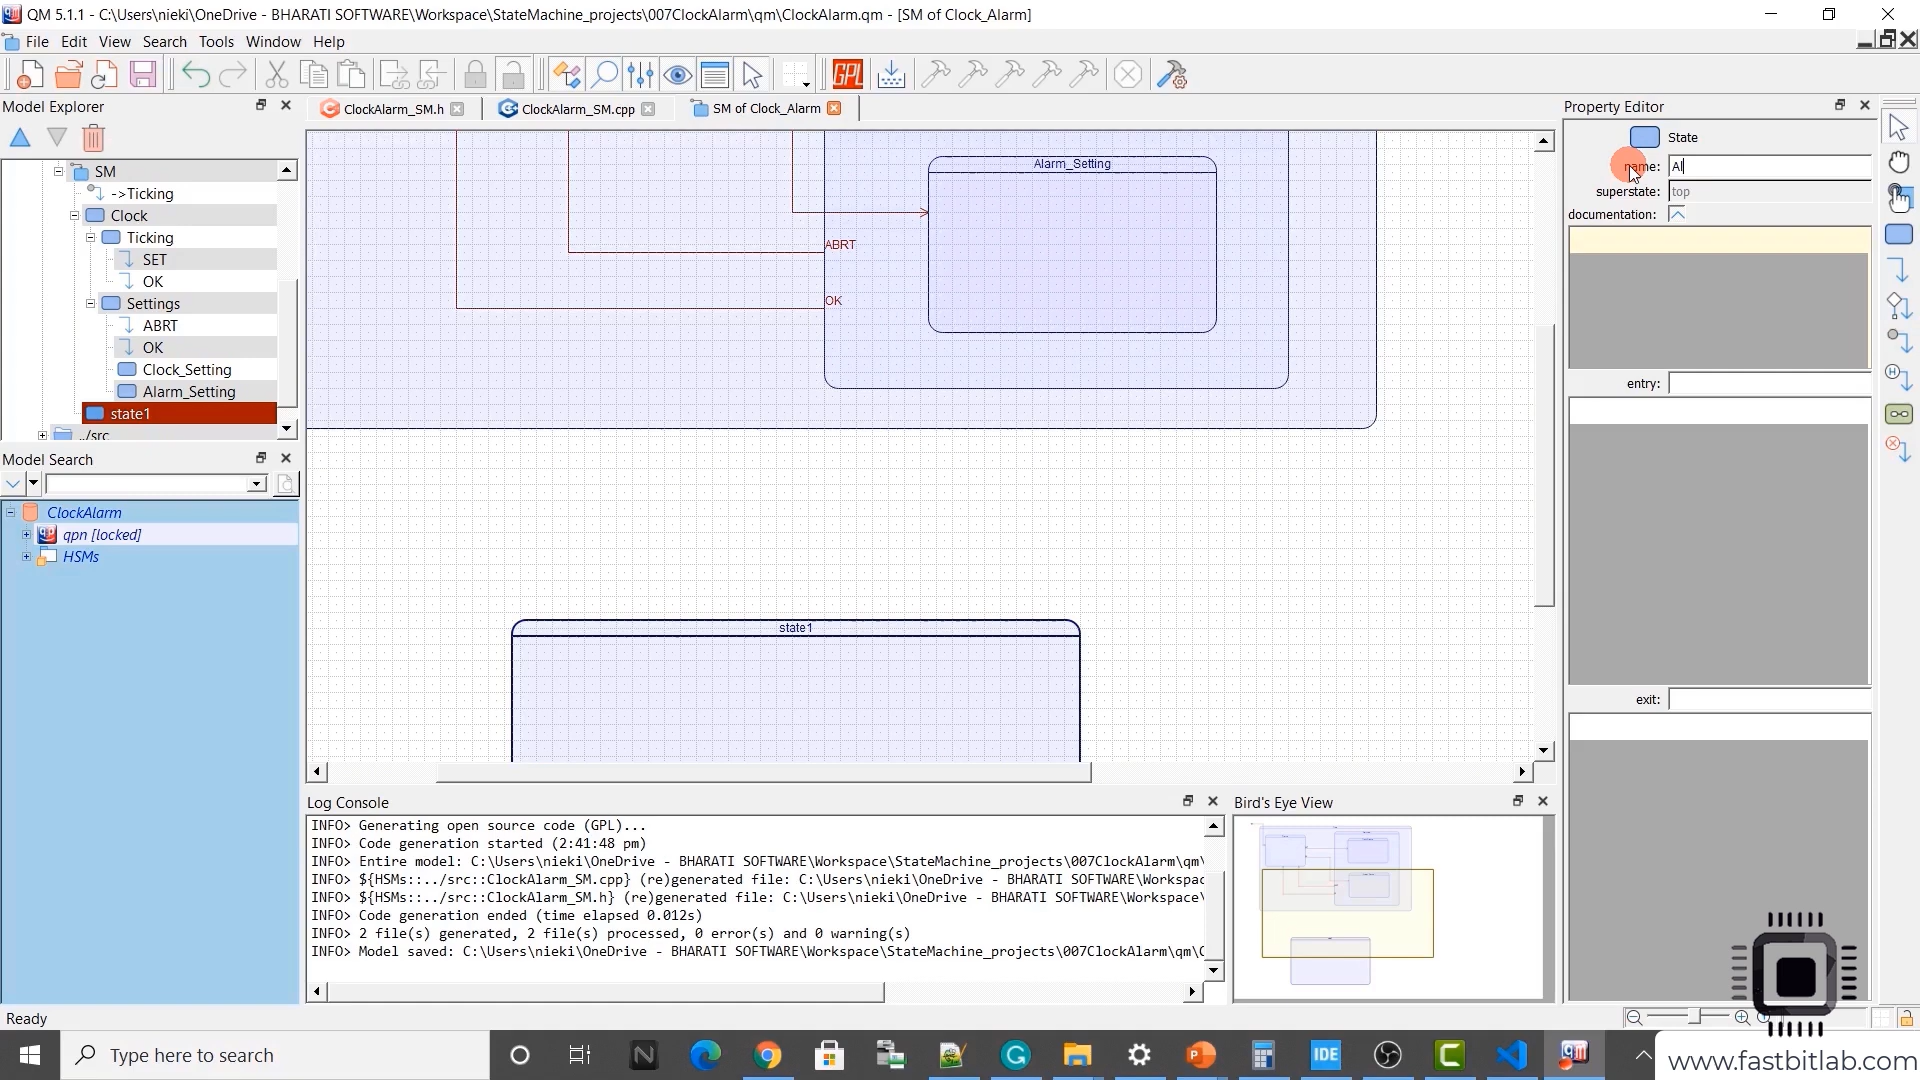 QM 5.1.1 - C:\Users\nieki\OneDrive - BHARATI SOFTWARE\Workspace\StateMachine_projects\007ClockAlarm\qm\ClockAlarm.qm - [SM of Clock_Alarm]
File Edit View Search Tools Window Help
GPL
Model Explorer
ClockAlarm_SM.h
ClockAlarm_SM.cpp
SM of Clock_Alarm
Property Editor
SM
->Ticking
Clock
Ticking
SET
OK
Settings
ABRT
OK
Clock_Setting
Alarm_Setting
state1
../src
Alarm_Setting
ABRT
OK
state1
State
name: Al
superstate: top
documentation:
entry:
exit:
Model Search
ClockAlarm
qpn [locked]
HSMs
Log Console
INFO> Generating open source code (GPL)...
INFO> Code generation started (2:41:48 pm)
INFO> Entire model: C:\Users\nieki\OneDrive - BHARATI SOFTWARE\Workspace\StateMachine_projects\007ClockAlarm\qm\
INFO> ${HSMs::../src::ClockAlarm_SM.cpp} (re)generated file: C:\Users\nieki\OneDrive - BHARATI SOFTWARE\Workspac
INFO> ${HSMs::../src::ClockAlarm_SM.h} (re)generated file: C:\Users\nieki\OneDrive - BHARATI SOFTWARE\Workspace\
INFO> Code generation ended (time elapsed 0.012s)
INFO> 2 file(s) generated, 2 file(s) processed, 0 error(s) and 0 warning(s)
INFO> Model saved: C:\Users\nieki\OneDrive - BHARATI SOFTWARE\Workspace\StateMachine_projects\007ClockAlarm\qm\C
Bird's Eye View
Ready
Type here to search
IDE
www.fastbitlab.com